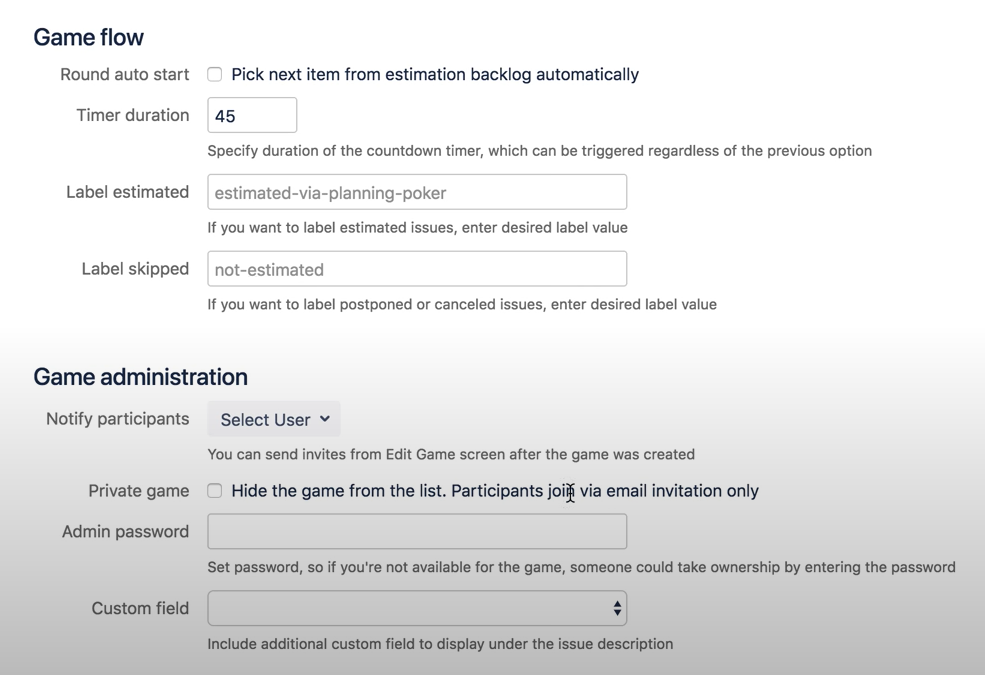 Game flow
Round auto start Pick next item from estimation backlog automatically
Timer duration 45
Specify duration of the countdown timer, which can be triggered regardless of the previous option
Label estimated estimated-via-planning-poker
If you want to label estimated issues, enter desired label value
Label skipped not-estimated
If you want to label postponed or canceled issues, enter desired label value
Game administration
Notify participants Select User
You can send invites from Edit Game screen after the game was created
Private game Hide the game from the list. Participants join via email invitation only
Admin password
Set password, so if you're not available for the game, someone could take ownership by entering the password
Custom field
Include additional custom field to display under the issue description